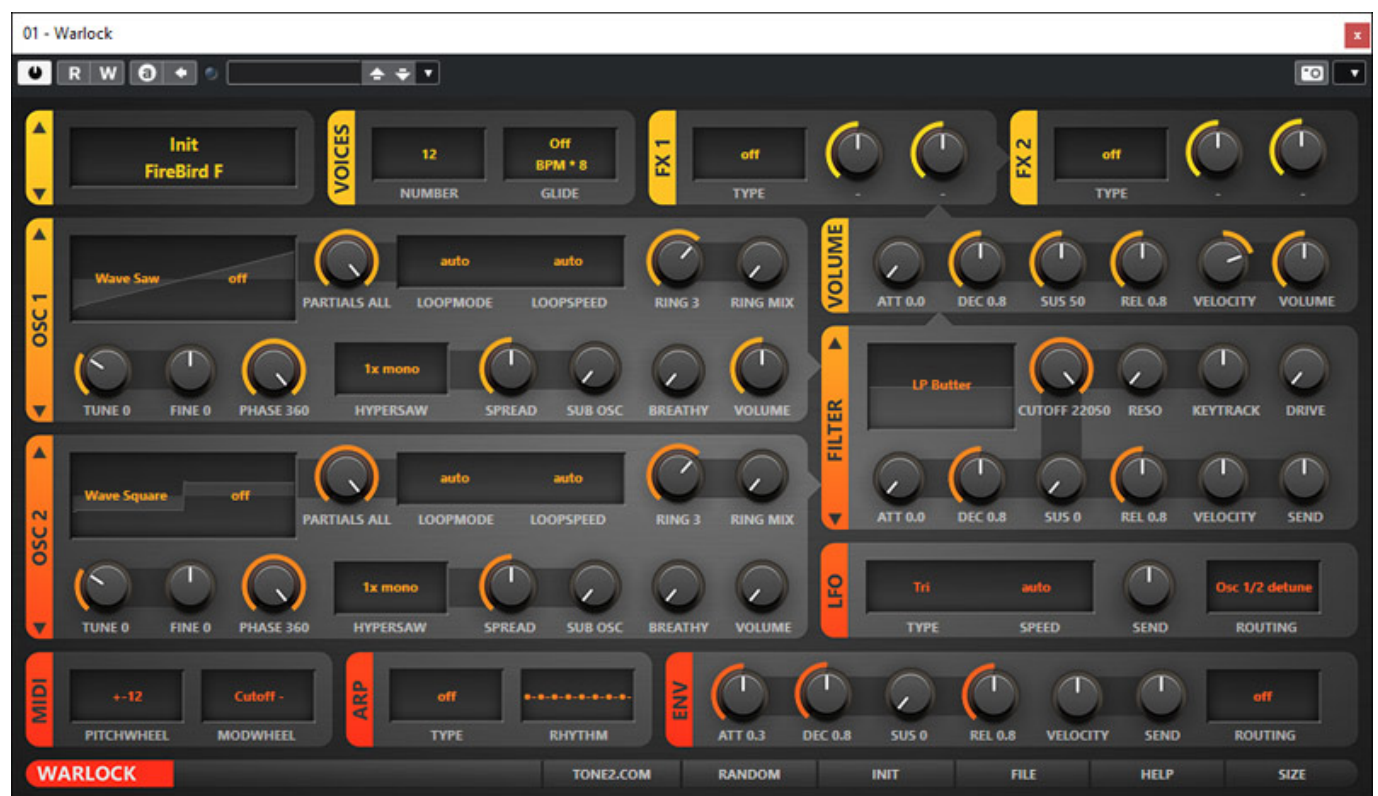 01 - Warlock
x
R W a
Init
FireBird F
VOICES
12
NUMBER
Off
BPM * 8
GLIDE
FX 1
off
TYPE
-
-
FX 2
off
TYPE
-
-
OSC 1
Wave Saw off
PARTIALS ALL
auto auto
LOOPMODE LOOPSPEED
RING 3 RING MIX
TUNE 0 FINE 0 PHASE 360
1x mono
HYPERSAW
SPREAD SUB OSC BREATHY VOLUME
VOLUME
ATT 0.0 DEC 0.8 SUS 50 REL 0.8 VELOCITY VOLUME
FILTER
LP Butter
CUTOFF 22050 RESO KEYTRACK DRIVE
ATT 0.0 DEC 0.8 SUS 0 REL 0.8 VELOCITY SEND
OSC 2
Wave Square off
PARTIALS ALL
auto auto
LOOPMODE LOOPSPEED
RING 3 RING MIX
TUNE 0 FINE 0 PHASE 360
1x mono
HYPERSAW
SPREAD SUB OSC BREATHY VOLUME
LFO
Tri auto
TYPE SPEED
SEND
Osc 1/2 detune
ROUTING
MIDI
+-12
PITCHWHEEL
Cutoff -
MODWHEEL
ARP
off
TYPE
RHYTHM
ENV
ATT 0.3 DEC 0.8 SUS 0 REL 0.8 VELOCITY SEND
off
ROUTING
WARLOCK
TONE2.COM RANDOM INIT FILE HELP SIZE